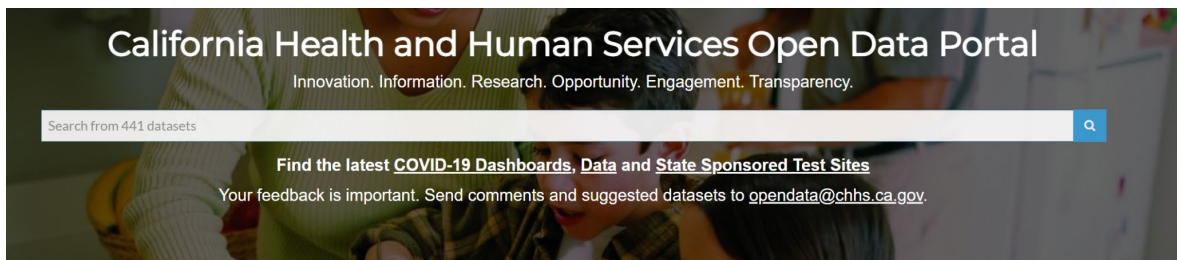 California Health and Human Services Open Data Portal
Innovation. Information. Research. Opportunity. Engagement. Transparency.
Search from 441 datasets
Find the latest COVID-19 Dashboards, Data and State Sponsored Test Sites
Your feedback is important. Send comments and suggested datasets to opendata@chhs.ca.gov.